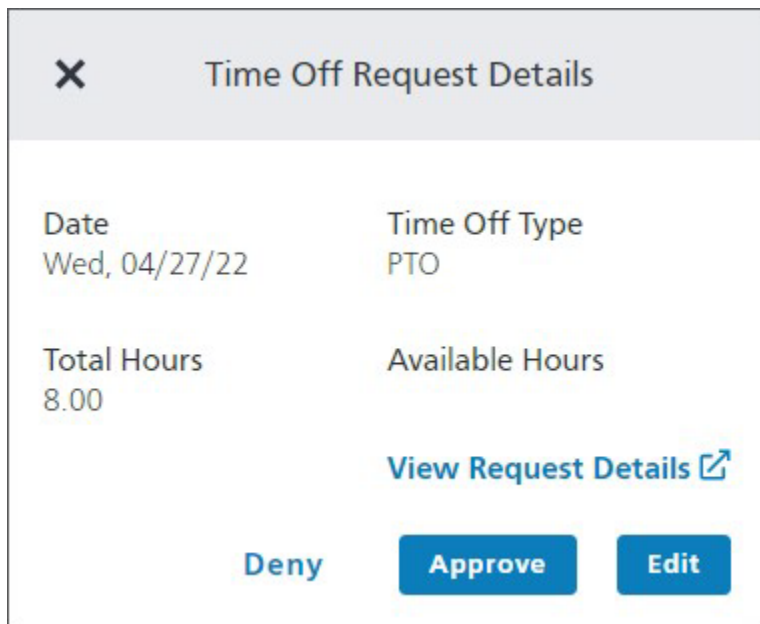 Time Off Request Details
Date
Wed, 04/27/22
Time Off Type
PTO
Total Hours
8.00
Available Hours
View Request Details
Deny
Approve
Edit